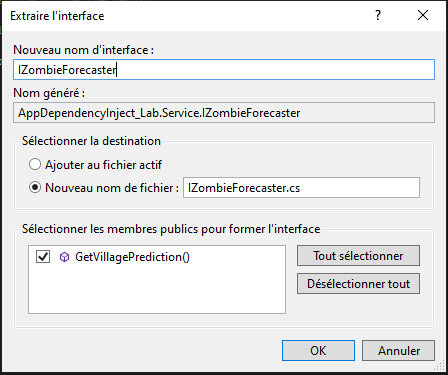 Extraire l'interface
Nouveau nom d'interface :
IZombieForecaster
Nom généré :
AppDependencyInject_Lab.Service.IZombieForecaster
Sélectionner la destination
Ajouter au fichier actif
Nouveau nom de fichier :
IZombieForecaster.cs
Sélectionner les membres publics pour former l'interface
GetVillagePrediction()
Tout sélectionner
Désélectionner tout
OK
Annuler